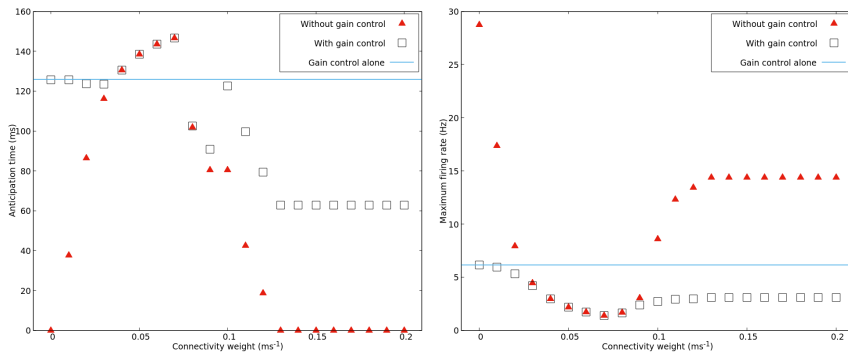 160
140
120
100
80
60
40
20
0
Anticipation time (ms)
Without gain control
With gain control
Gain control alone
0
0.05
0.1
0.15
0.2
Connectivity weight (ms⁻¹)
30
25
20
15
10
5
0
Maximum firing rate (Hz)
Without gain control
With gain control
Gain control alone
0
0.05
0.1
0.15
0.2
Connectivity weight (ms⁻¹)